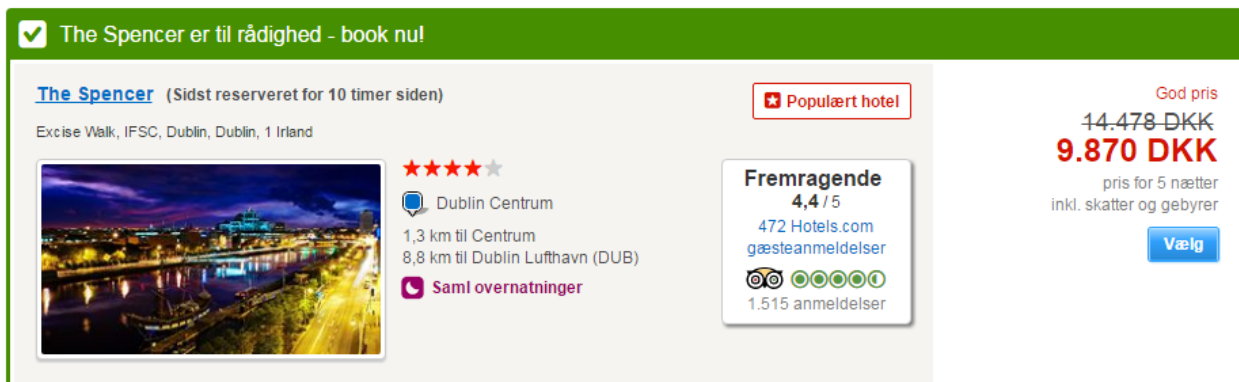 The Spencer er til rådighed - book nu!
The Spencer (Sidst reserveret for 10 timer siden)
Excise Walk, IFSC, Dublin, Dublin, 1 Irland
Populært hotel
Dublin Centrum
1,3 km til Centrum
8,8 km til Dublin Lufthavn (DUB)
Saml overnatninger
Fremragende
4,4 / 5
472 Hotels.com
gæsteanmeldelser
1.515 anmeldelser
God pris
14.478 DKK
9.870 DKK
pris for 5 nætter
inkl. skatter og gebyrer
Vælg